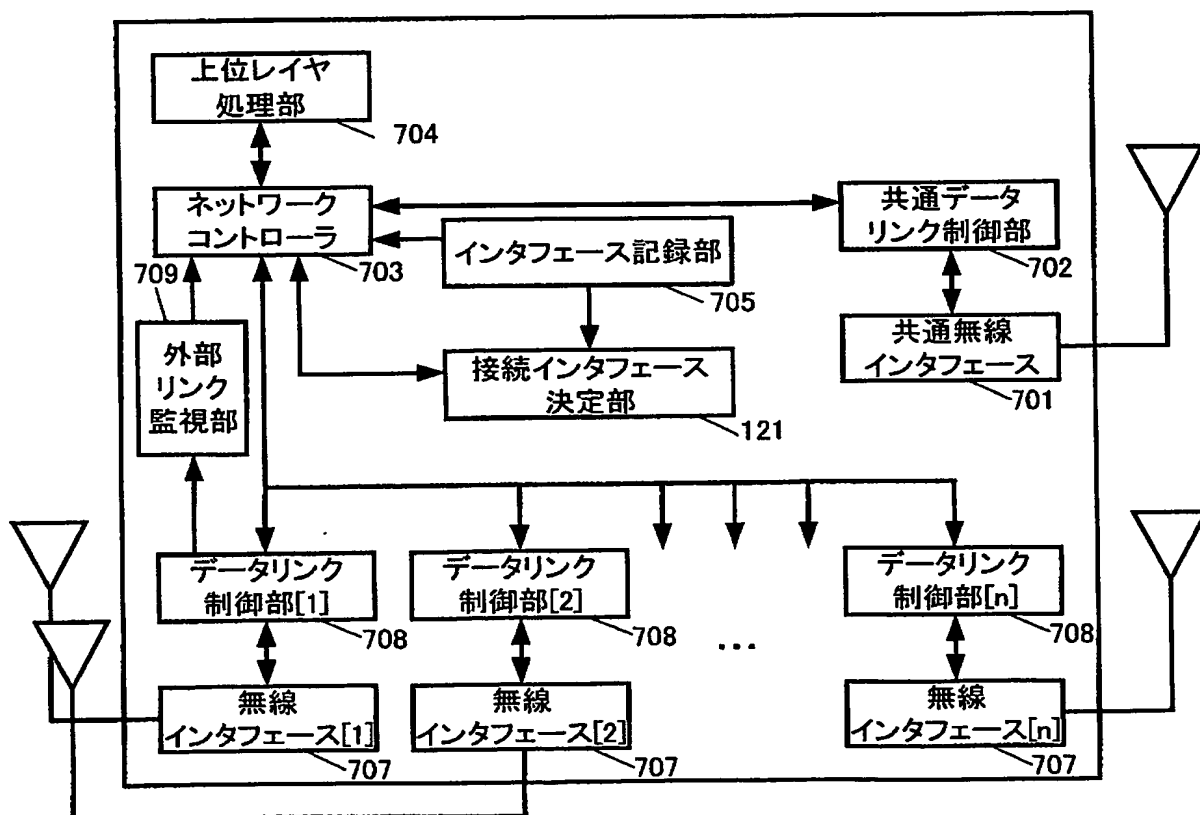 上位レイヤ
処理部
704
ネットワーク
コントローラ
703
共通データ
リンク制御部
702
インタフェース記録部
705
709
外部
リンク
監視部
共通無線
インタフェース
701
接続インタフェース
決定部
121
データリンク
制御部[1]
708
データリンク
制御部[2]
708
...
データリンク
制御部[n]
708
無線
インタフェース[1]
707
無線
インタフェース[2]
707
無線
インタフェース[n]
707